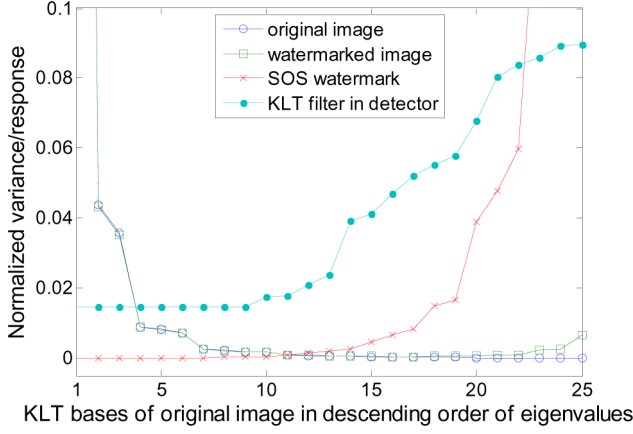 0.1
0.08
0.06
0.04
0.02
0
Normalized variance/response
original image
watermarked image
SOS watermark
KLT filter in detector
1 5 10 15 20 25
KLT bases of original image in descending order of eigenvalues